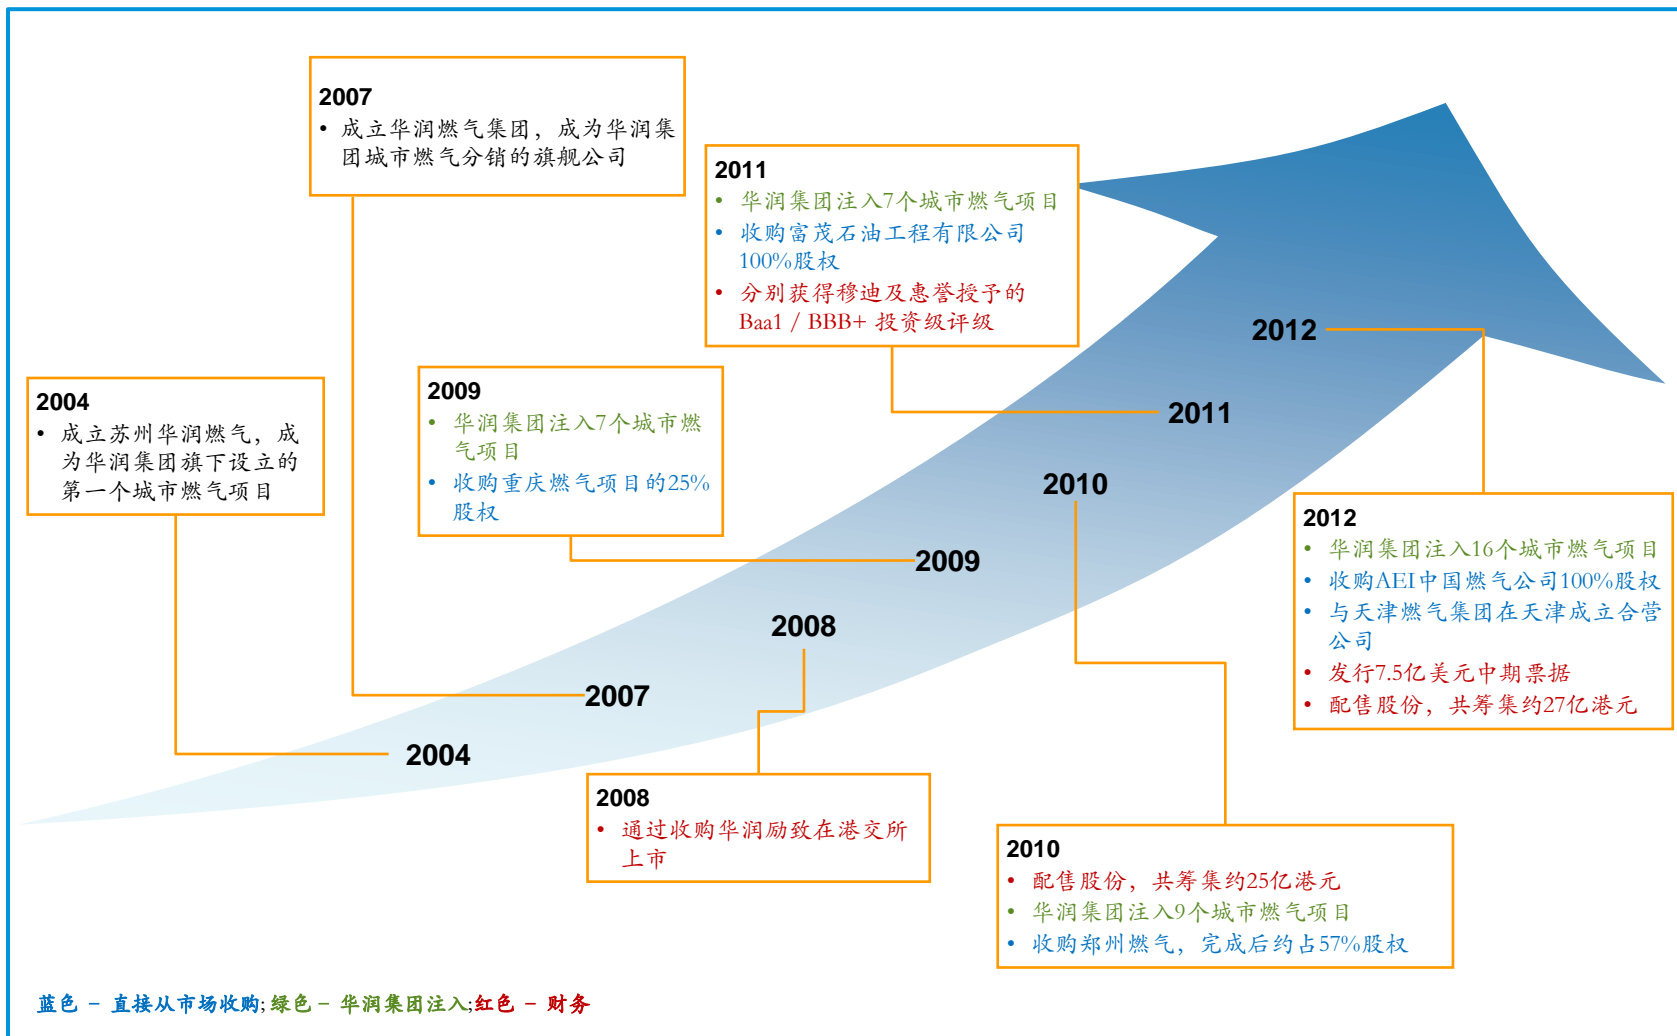 2007
• 成立华润燃气集团，成为华润集
团城市燃气分销的旗舰公司
2011
• 华润集团注入7个城市燃气项目
• 收购富茂石油工程有限公司
100%股权
• 分别获得穆迪及惠誉授予的
Baa1 / BBB+ 投资级评级
2004
• 成立苏州华润燃气，成
为华润集团旗下设立的
第一个城市燃气项目
2009
• 华润集团注入7个城市燃
气项目
• 收购重庆燃气项目的25%
股权
2012
2011
2010
2009
2008
2007
2004
2012
• 华润集团注入16个城市燃气项目
• 收购AEI中国燃气公司100%股权
• 与天津燃气集团在天津成立合营
公司
• 发行7.5亿美元中期票据
• 配售股份，共筹集约27亿港元
2008
• 通过收购华润励致在港交所
上市
2010
• 配售股份，共筹集约25亿港元
• 华润集团注入9个城市燃气项目
• 收购郑州燃气，完成后约占57%股权
蓝色 – 直接从市场收购;绿色 – 华润集团注入;红色 – 财务